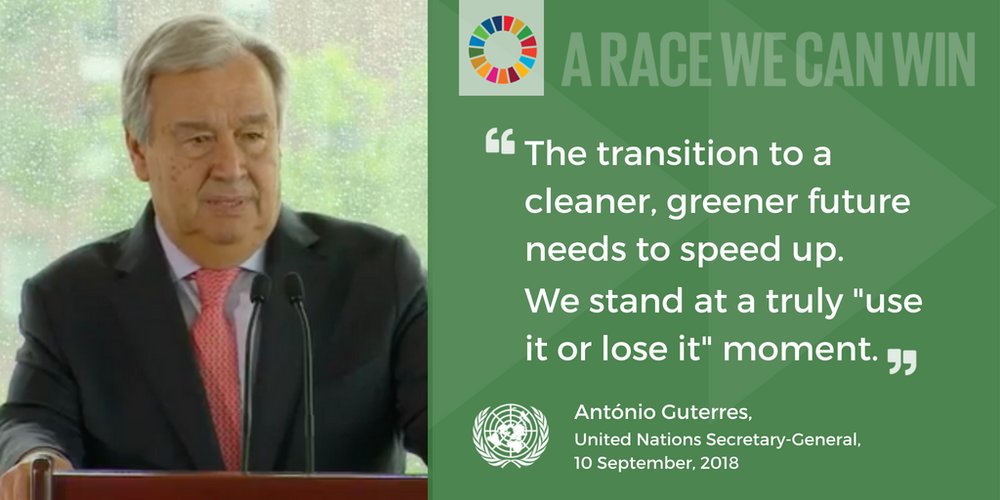 A RACE WE CAN WIN
“ The transition to a
cleaner, greener future
needs to speed up.
We stand at a truly "use
it or lose it" moment. ”
António Guterres,
United Nations Secretary-General,
10 September, 2018